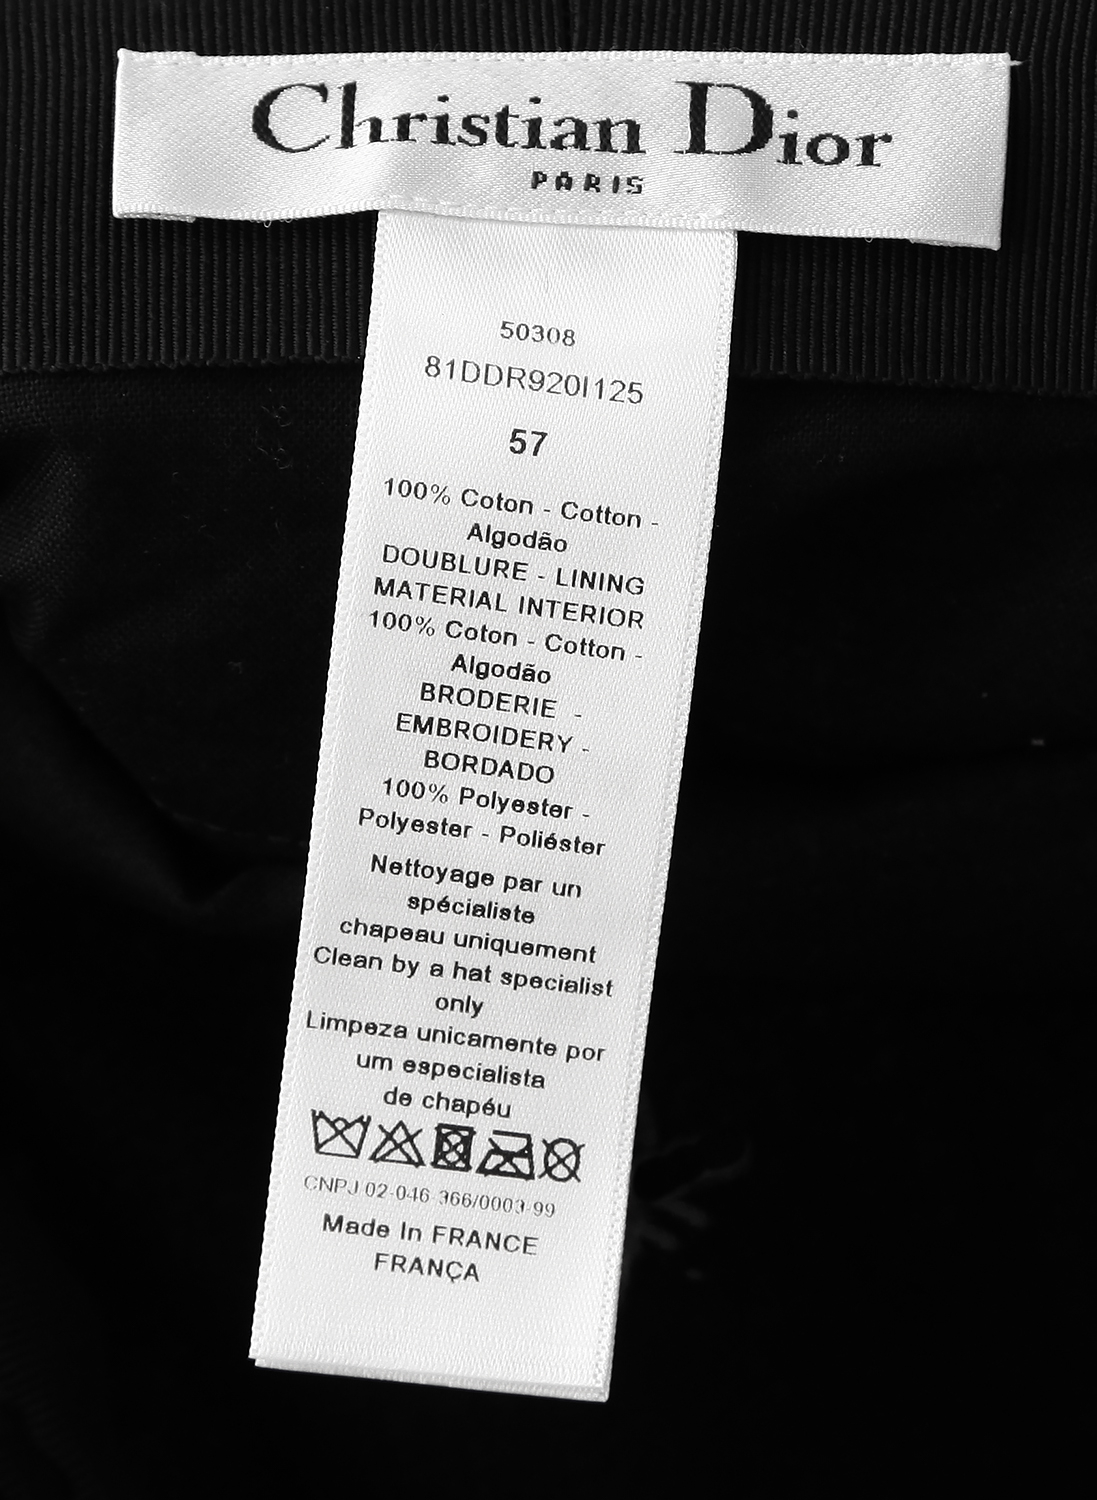 Christian Dior
PARIS
50308
81DDR920I125
57
100% Coton - Cotton -
Algodão
DOUBLURE - LINING
MATERIAL INTERIOR
100% Coton - Cotton -
Algodão
BRODERIE -
EMBROIDERY -
BORDADO
100% Polyester -
Polyester - Poliéster
Nettoyage par un
spécialiste
chapeau uniquement
Clean by a hat specialist
only
Limpeza unicamente por
um especialista
de chapéu
CNPJ 02-046-366/0003-99
Made In FRANCE
FRANÇA